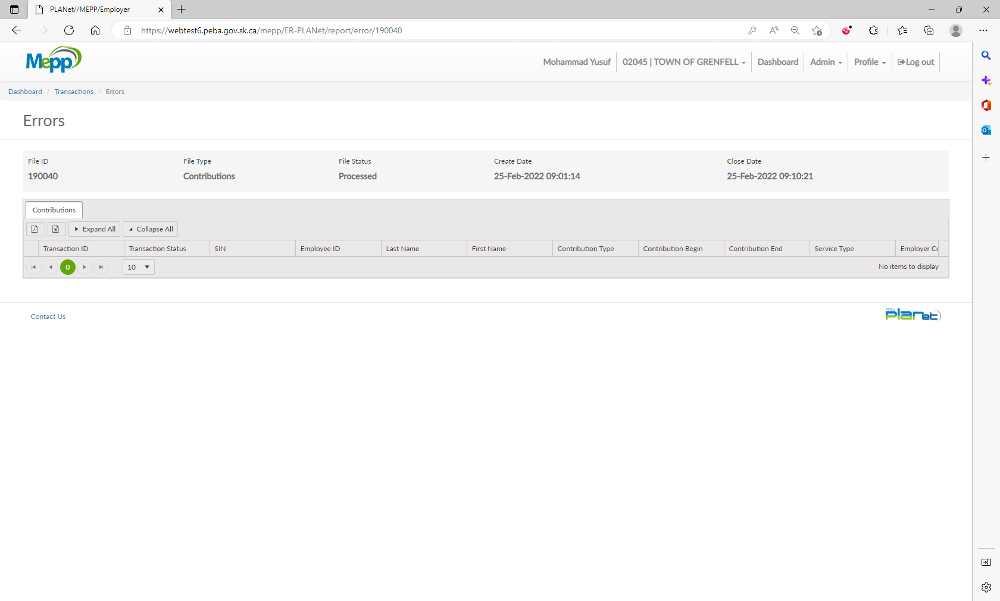 PLANet//MEPP/Employer
https://webtest6.peba.gov.sk.ca/mepp/ER-PLANet/report/error/190040
Mepp
Mohammad Yusuf
02045 | TOWN OF GRENFELL
Dashboard
Admin
Profile
Log out
Dashboard / Transactions / Errors
Errors
File ID
File Type
File Status
Create Date
Close Date
190040
Contributions
Processed
25-Feb-2022 09:01:14
25-Feb-2022 09:10:21
Contributions
Expand All
Collapse All
Transaction ID
Transaction Status
SIN
Employee ID
Last Name
First Name
Contribution Type
Contribution Begin
Contribution End
Service Type
Employer Co
0
10
No items to display
Contact Us
PEBA
planet